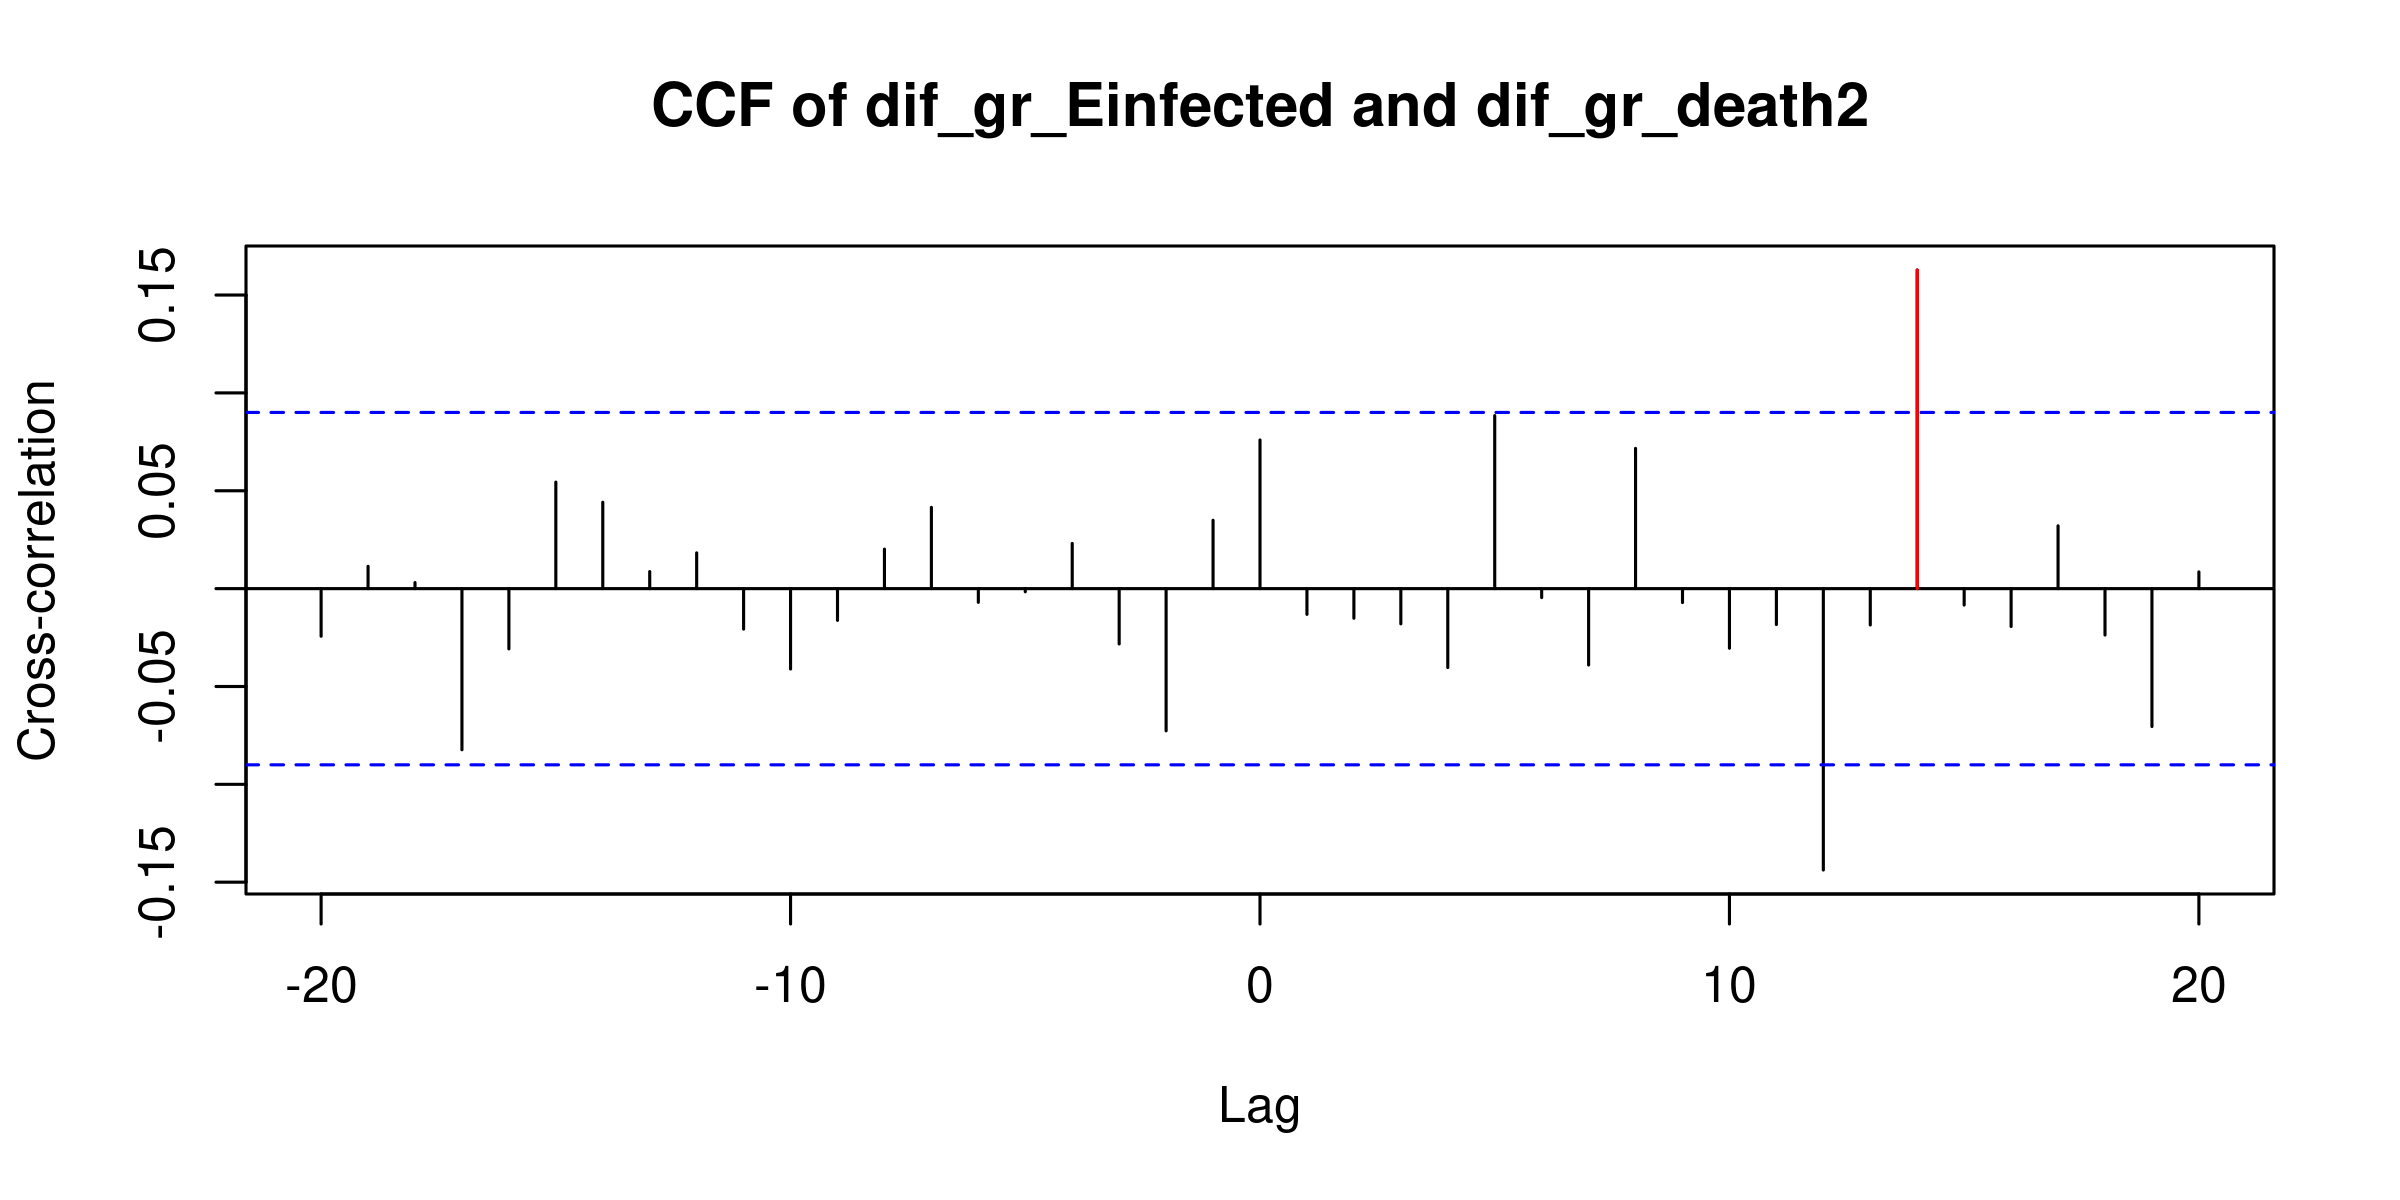 CCF of dif_gr_Einfected and dif_gr_death2
Cross-correlation
0.15
0.05
-0.05
-0.15
-20 -10 0 10 20
Lag